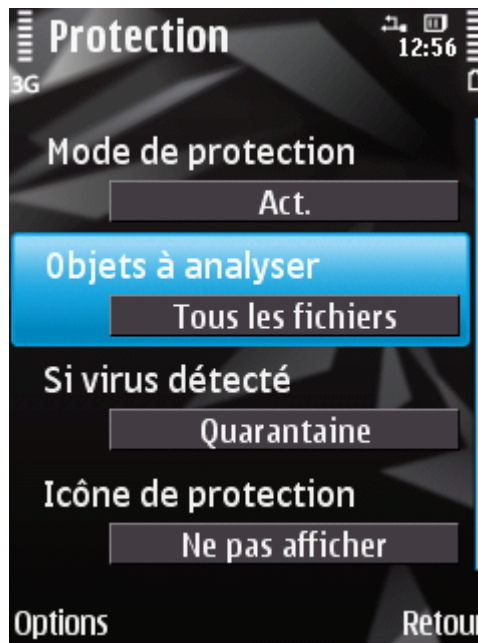 Protection
12:56
3G
Mode de protection
Act.
Objets à analyser
Tous les fichiers
Si virus détecté
Quarantaine
Icône de protection
Ne pas afficher
Options
Retour